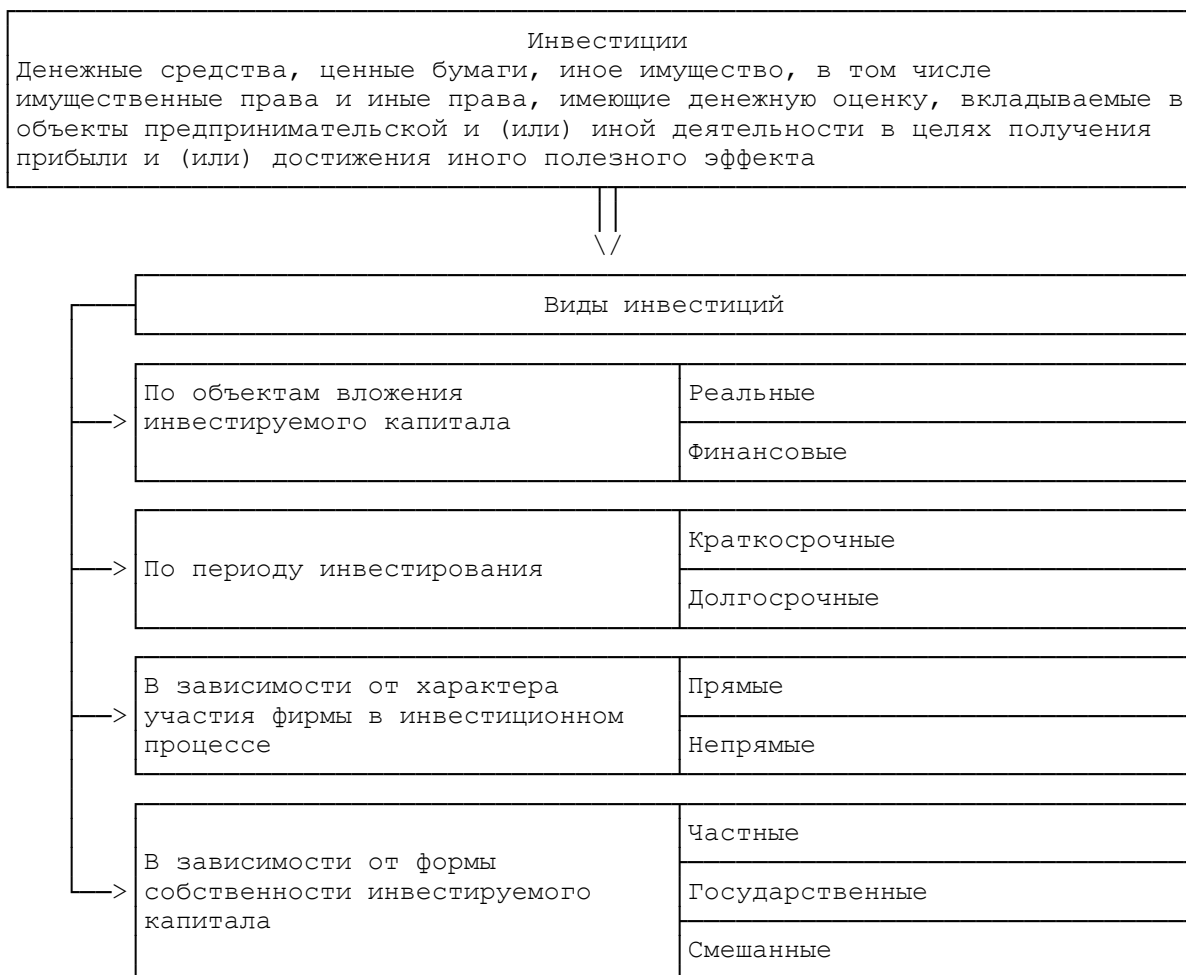 Инвестиции
Денежные средства, ценные бумаги, иное имущество, в том числе
имущественные права и иные права, имеющие денежную оценку, вкладываемые в
объекты предпринимательской и (или) иной деятельности в целях получения
прибыли и (или) достижения иного полезного эффекта
Виды инвестиций
По объектам вложения
инвестируемого капитала
Реальные
Финансовые
По периоду инвестирования
Краткосрочные
Долгосрочные
В зависимости от характера
участия фирмы в инвестиционном
процессе
Прямые
Непрямые
В зависимости от формы
собственности инвестируемого
капитала
Частные
Государственные
Смешанные